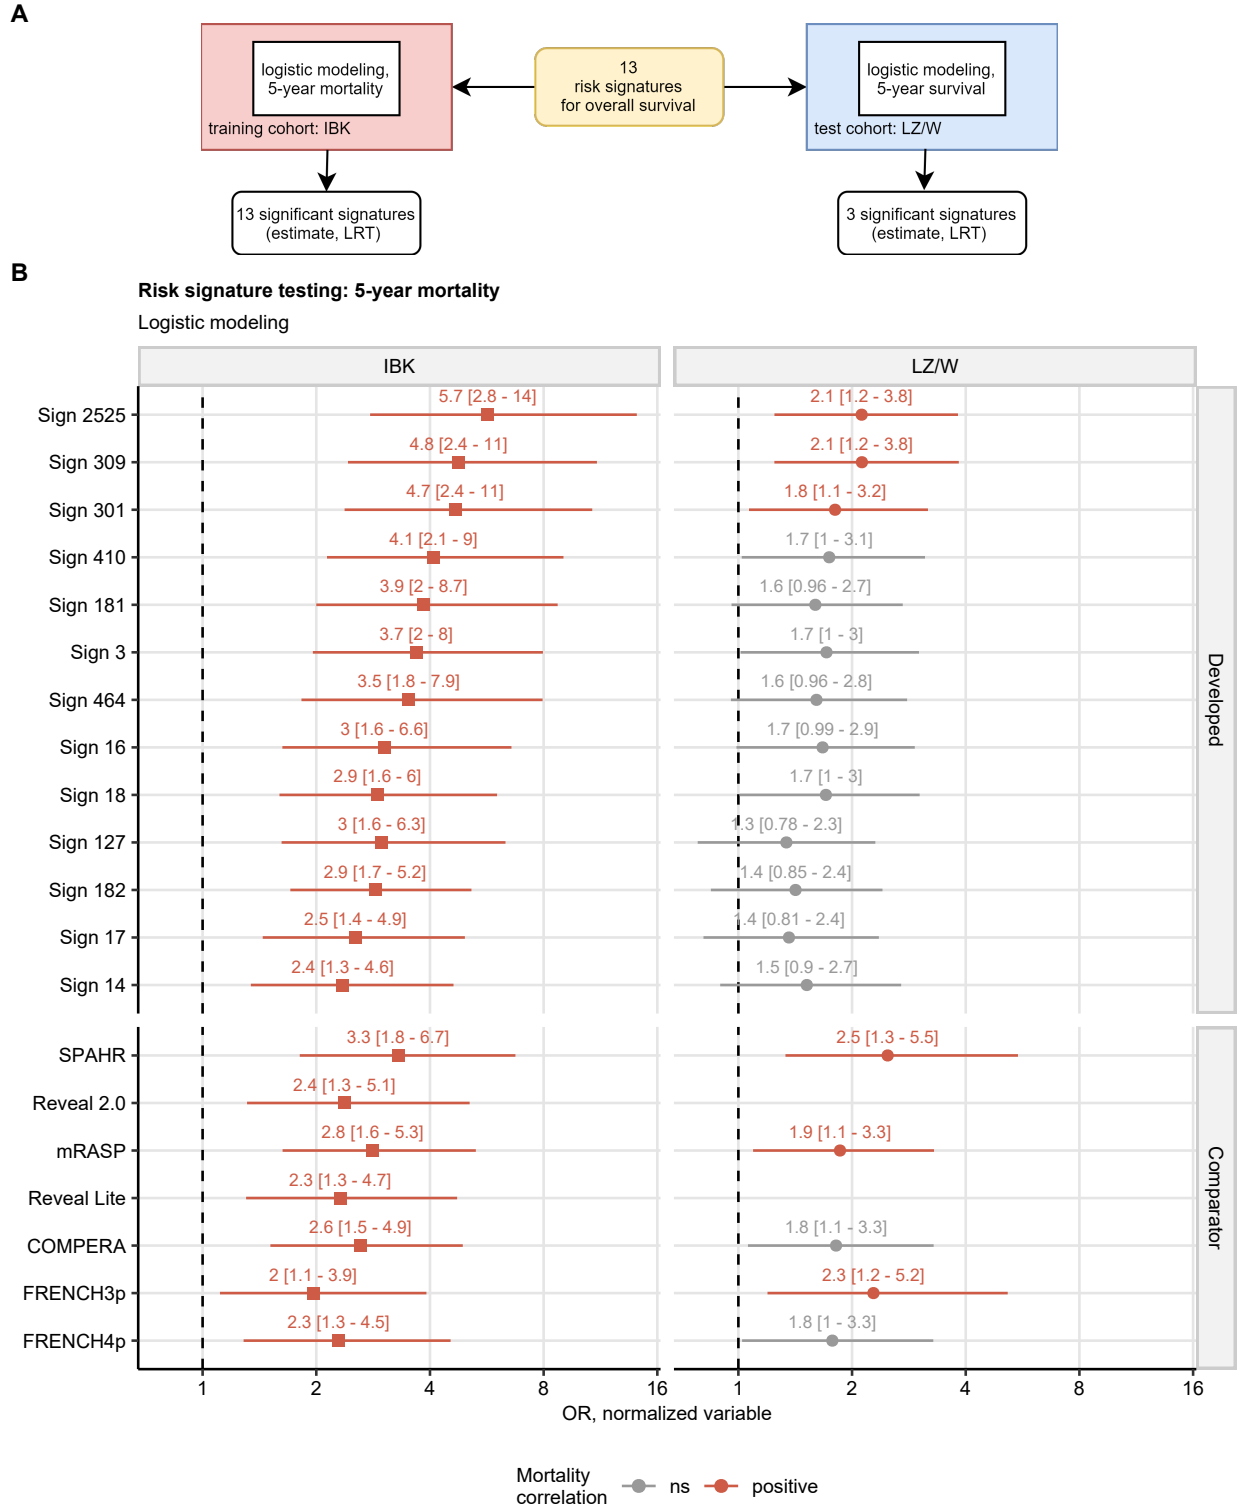 A
logistic modeling,
5-year mortality
training cohort: IBK
13
risk signatures
for overall survival
logistic modeling,
5-year survival
test cohort: LZ/W
13 significant signatures
(estimate, LRT)
3 significant signatures
(estimate, LRT)
B
Risk signature testing: 5-year mortality
Logistic modeling
IBK
LZ/W
Sign 2525
5.7 [2.8 - 14]
2.1 [1.2 - 3.8]
Sign 309
4.8 [2.4 - 11]
2.1 [1.2 - 3.8]
Sign 301
4.7 [2.4 - 11]
1.8 [1.1 - 3.2]
Sign 410
4.1 [2.1 - 9]
1.7 [1 - 3.1]
Sign 181
3.9 [2 - 8.7]
1.6 [0.96 - 2.7]
Sign 3
3.7 [2 - 8]
1.7 [1 - 3]
Sign 464
3.5 [1.8 - 7.9]
1.6 [0.96 - 2.8]
Sign 16
3 [1.6 - 6.6]
1.7 [0.99 - 2.9]
Sign 18
2.9 [1.6 - 6]
1.7 [1 - 3]
Sign 127
3 [1.6 - 6.3]
1.3 [0.78 - 2.3]
Sign 182
2.9 [1.7 - 5.2]
1.4 [0.85 - 2.4]
Sign 17
2.5 [1.4 - 4.9]
1.4 [0.81 - 2.4]
Sign 14
2.4 [1.3 - 4.6]
1.5 [0.9 - 2.7]
Developed
SPAHR
3.3 [1.8 - 6.7]
2.5 [1.3 - 5.5]
Reveal 2.0
2.4 [1.3 - 5.1]
mRASP
2.8 [1.6 - 5.3]
1.9 [1.1 - 3.3]
Reveal Lite
2.3 [1.3 - 4.7]
COMPERA
2.6 [1.5 - 4.9]
1.8 [1.1 - 3.3]
FRENCH3p
2 [1.1 - 3.9]
2.3 [1.2 - 5.2]
FRENCH4p
2.3 [1.3 - 4.5]
1.8 [1 - 3.3]
Comparator
1 2 4 8 16
1 2 4 8 16
OR, normalized variable
Mortality
correlation
ns
positive